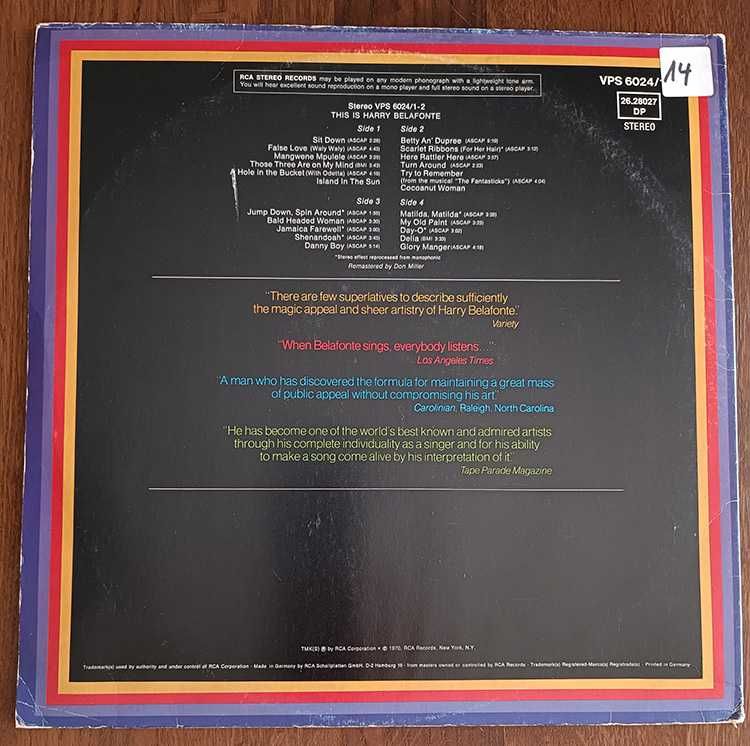 RCA STEREO RECORDS may be played on any modern phonograph with a lightweight tone arm.
You will hear excellent sound reproduction on a mono player and full stereo sound on a stereo player.
VPS 6024/
14
26.28027
DP
STEREO
Stereo VPS 6024/1-2
THIS IS HARRY BELAFONTE
Side 1
Sit Down (ASCAP 3:28)
False Love (Waly Waly) (ASCAP 4:43)
Mangwene Mpulele (ASCAP 3:29)
Those Three are on My Mind (BMI 3:43)
Hole in the Bucket (With Odetta) (ASCAP 4:19)
Island In The Sun
Side 2
Betty An' Dupree (ASCAP 5:19)
Scarlet Ribbons (For Her Hair)* (ASCAP 3:12)
Here Rattler Here (ASCAP 3:57)
Turn Around (ASCAP 2:23)
Try to Remember
(from the musical "The Fantasticks") (ASCAP 4:04)
Cocoanut Woman
Side 3
Jump Down, Spin Around* (ASCAP 1:50)
Bald Headed Woman (ASCAP 3:30)
Jamaica Farewell* (ASCAP 3:00)
Shenandoah* (ASCAP 3:43)
Danny Boy (ASCAP 5:14)
Side 4
Matilda, Matilda* (ASCAP 3:28)
My Old Paint (ASCAP 3:23)
Day-O* (ASCAP 3:02)
Delia (BMI 3:33)
Glory Manger (ASCAP 4:18)
*Stereo effect reprocessed from monophonic
Remastered by Don Miller
"There are few superlatives to describe sufficiently
the magic appeal and sheer artistry of Harry Belafonte."
Variety
"When Belafonte sings, everybody listens..."
Los Angeles Times
"A man who has discovered the formula for maintaining a great mass
of public appeal without compromising his art."
Carolinian, Raleigh, North Carolina
"He has become one of the world's best known and admired artists
through his complete individuality as a singer and for his ability
to make a song come alive by his interpretation of it."
Tape Parade Magazine
TMK(S) ® by RCA Corporation • ℗ 1970, RCA Records, New York, N.Y.
Trademark(s) used by authority and under control of RCA Corporation · Made in Germany by RCA Schallplatten GmbH, D-2 Hamburg 19 · from masters owned or controlled by RCA Records · Trademark(s) Registered-Marca(s) Registrada(s) · Printed in Germany